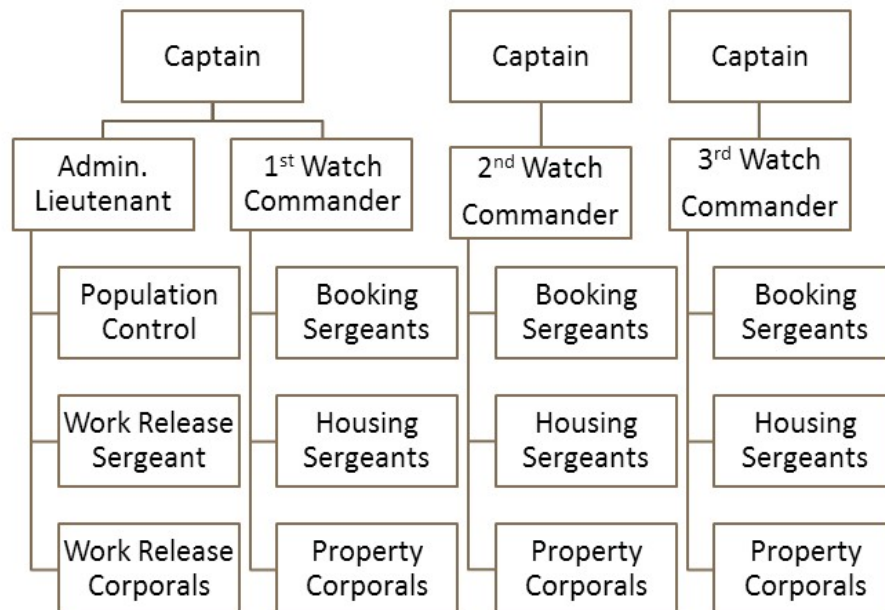 Captain
Captain
Captain
Admin.
Lieutenant
1st Watch
Commander
2nd Watch
Commander
3rd Watch
Commander
Population
Control
Booking
Sergeants
Booking
Sergeants
Booking
Sergeants
Work Release
Sergeant
Housing
Sergeants
Housing
Sergeants
Housing
Sergeants
Work Release
Corporals
Property
Corporals
Property
Corporals
Property
Corporals